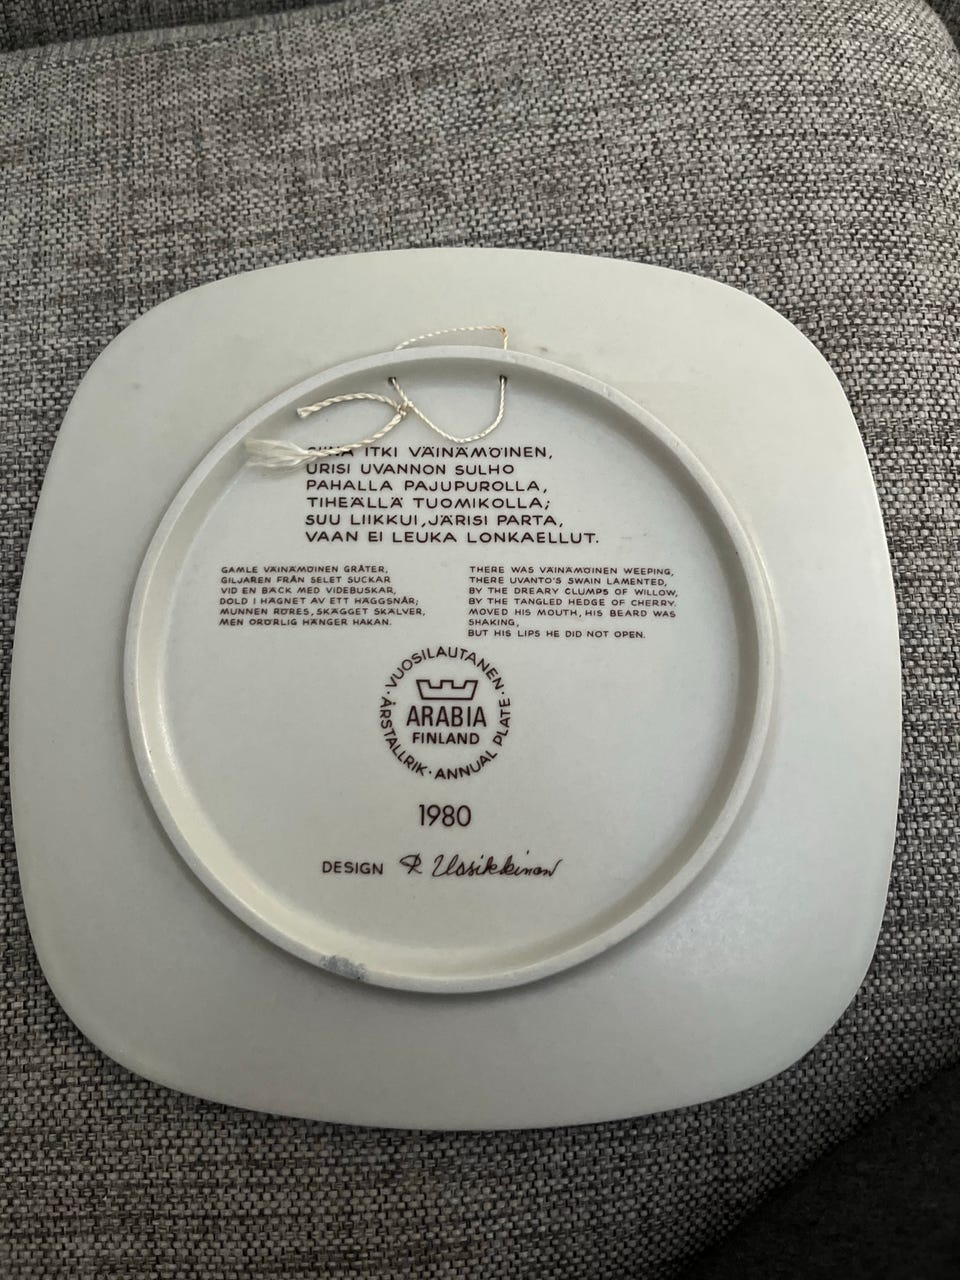 ITKI VÄINÄMÖINEN,
URISI UVANNON SULHO
PAHALLA PAJUPUROLLA,
TIHEÄLLÄ TUOMIKOLLA;
SUU LIIKKUI, JÄRISI PARTA,
VAAN EI LEUKA LONKAELLUT.
GAMLE VÄINÄMÖINEN GRÅTER,
GILJAREN FRÅN SELET SUCKAR
VID EN BÄCK MED VIDEBUSKAR,
DOLD I HÄGNET AV ETT HÄGGSNÅR;
MUNNEN RÖRES, SKÄGGET SKÄLVER,
MEN ORÖRLIG HÄNGER HAKAN.
THERE WAS VÄINÄMÖINEN WEEPING,
THERE UVANTO'S SWAIN LAMENTED,
BY THE DREARY CLUMPS OF WILLOW,
BY THE TANGLED HEDGE OF CHERRY.
MOVED HIS MOUTH, HIS BEARD WAS
SHAKING,
BUT HIS LIPS HE DID NOT OPEN.
· VUOSILAUTANEN · ÅRSTALLRIK · ANNUAL PLATE
ARABIA
FINLAND
1980
DESIGN R Uosikkinen